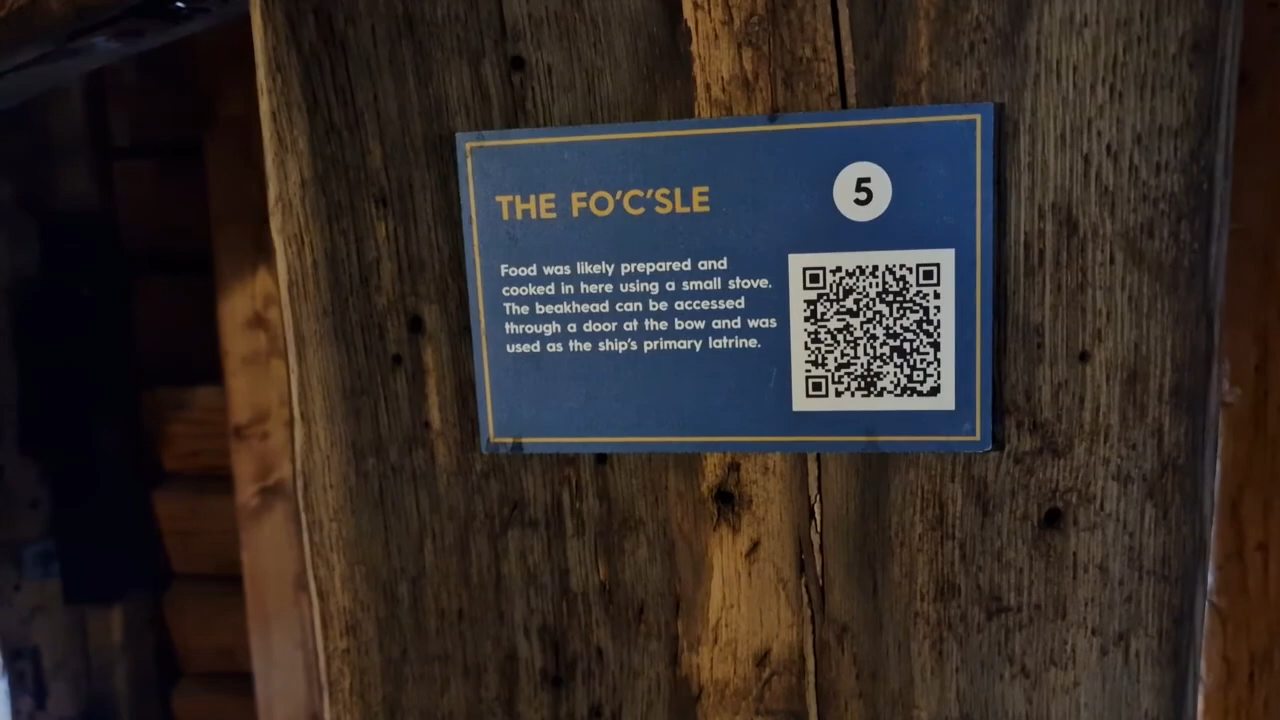 THE FO'C'SLE
5
Food was likely prepared and
cooked in here using a small stove.
The beakhead can be accessed
through a door at the bow and was
used as the ship's primary latrine.